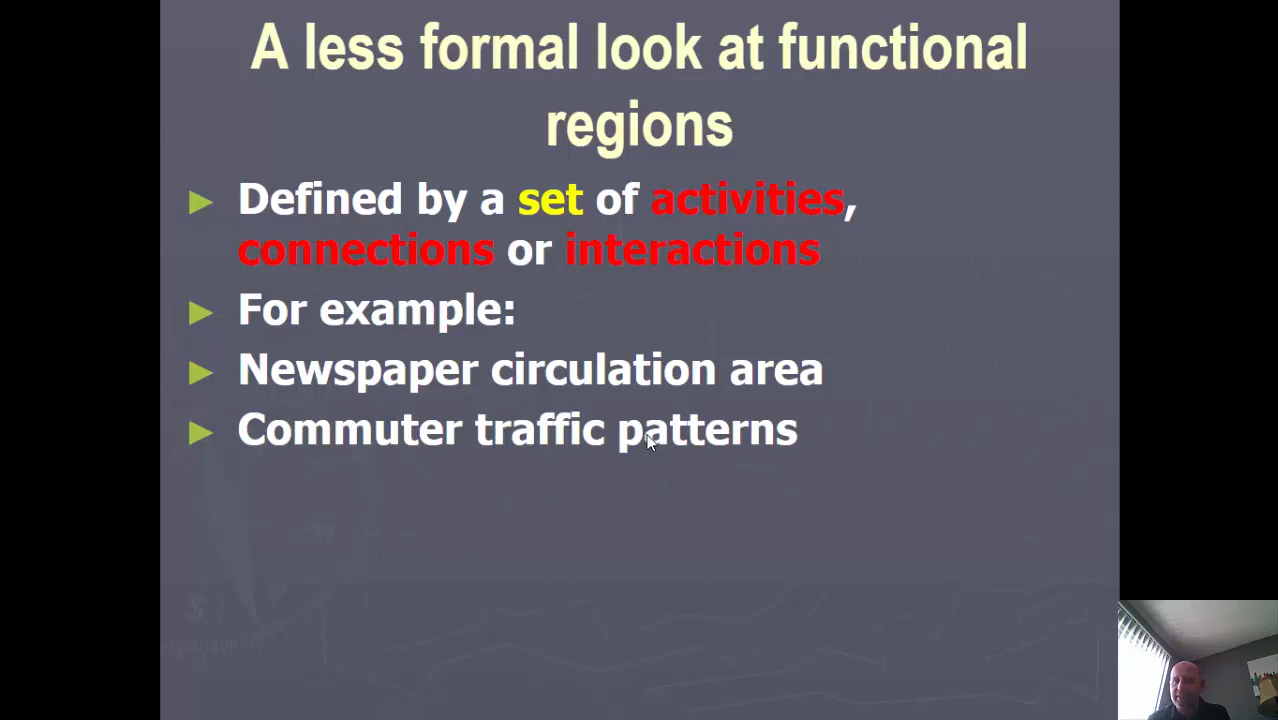 A less formal look at functional
regions
► Defined by a set of activities,
connections or interactions
► For example:
► Newspaper circulation area
► Commuter traffic patterns